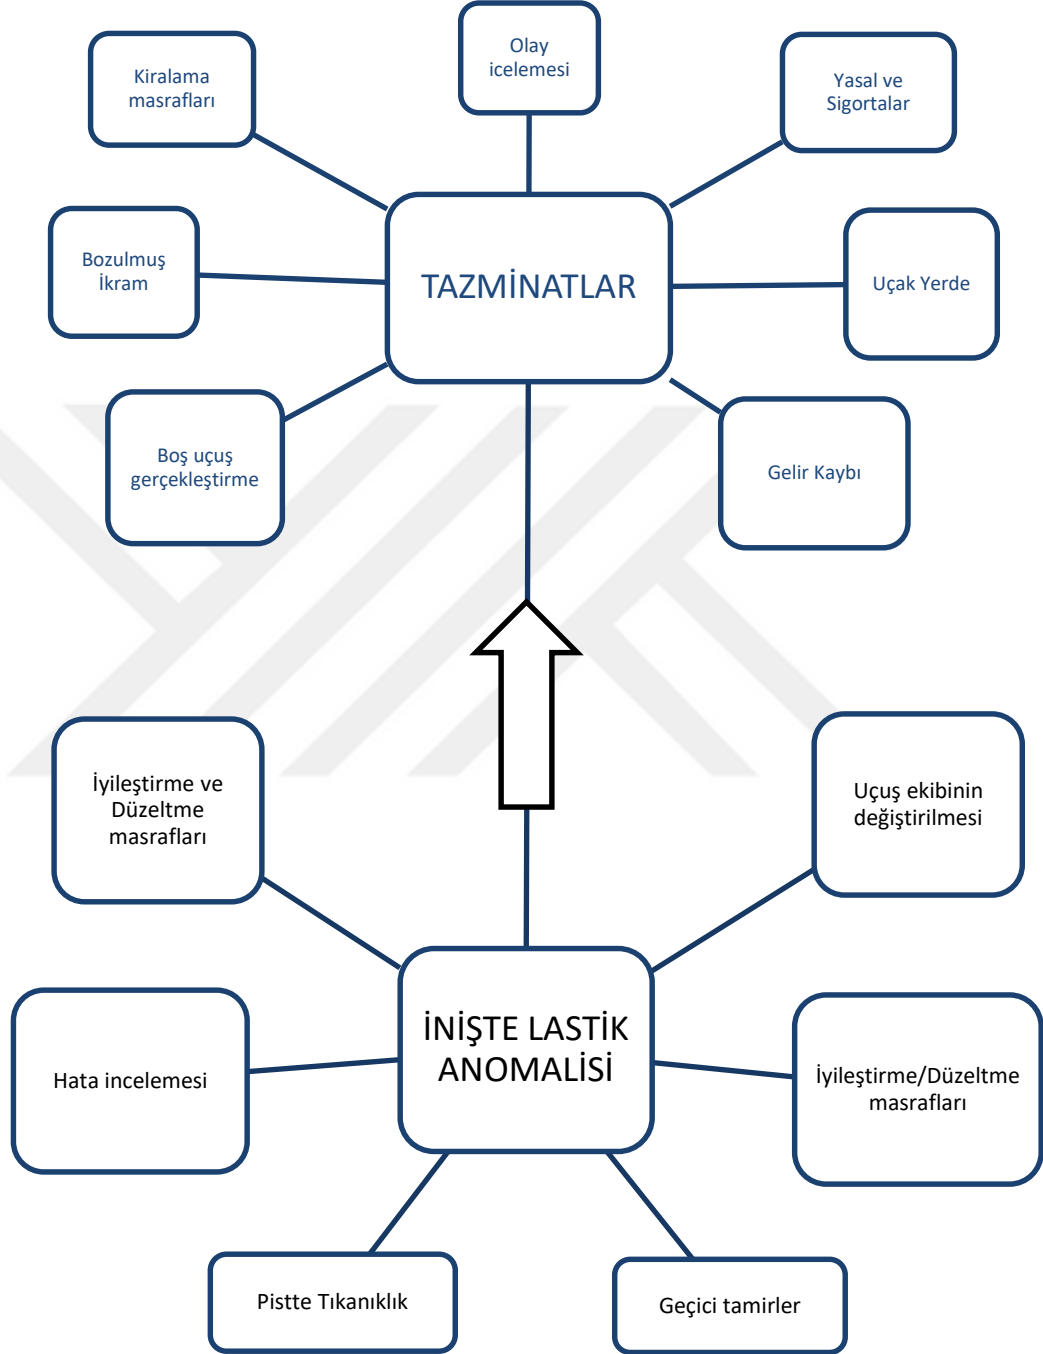 Olay
icelemesi
Kiralama
masrafları
Yasal ve
Sigortalar
Bozulmuş
İkram
TAZMİNATLAR
Uçak Yerde
Boş uçuş
gerçekleştirme
Gelir Kaybı
İyileştirme ve
Düzeltme
masrafları
Uçuş ekibinin
değiştirilmesi
İNİŞTE LASTİK
ANOMALİSİ
Hata incelemesi
İyileştirme/Düzeltme
masrafları
Pistte Tıkanıklık
Geçici tamirler